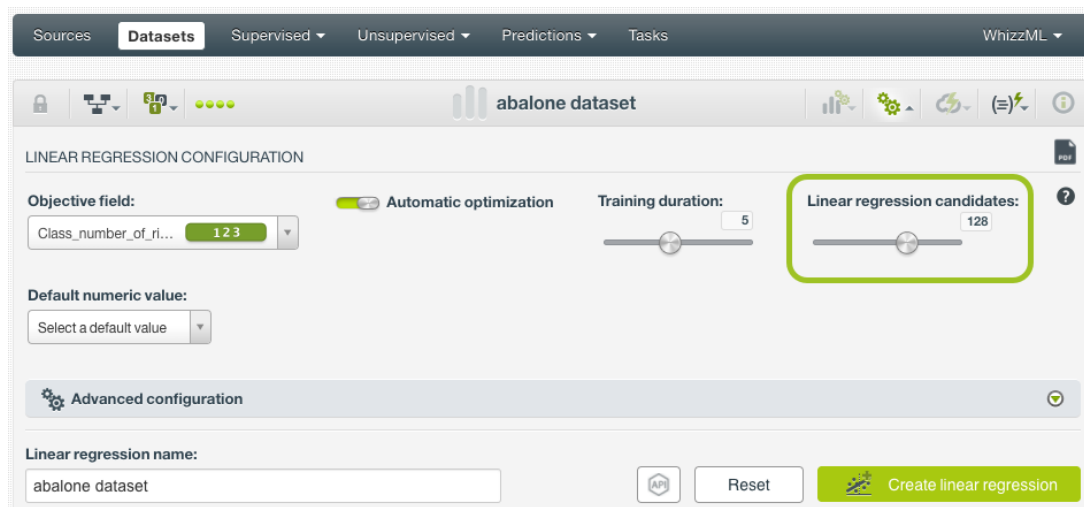 Sources Datasets Supervised Unsupervised Predictions Tasks WhizzML
abalone dataset
LINEAR REGRESSION CONFIGURATION
PDF
Objective field:
Automatic optimization
Training duration:
Linear regression candidates:
?
5
128
Class_number_of_ri... 123
Default numeric value:
Select a default value
Advanced configuration
Linear regression name:
abalone dataset
API
Reset
Create linear regression